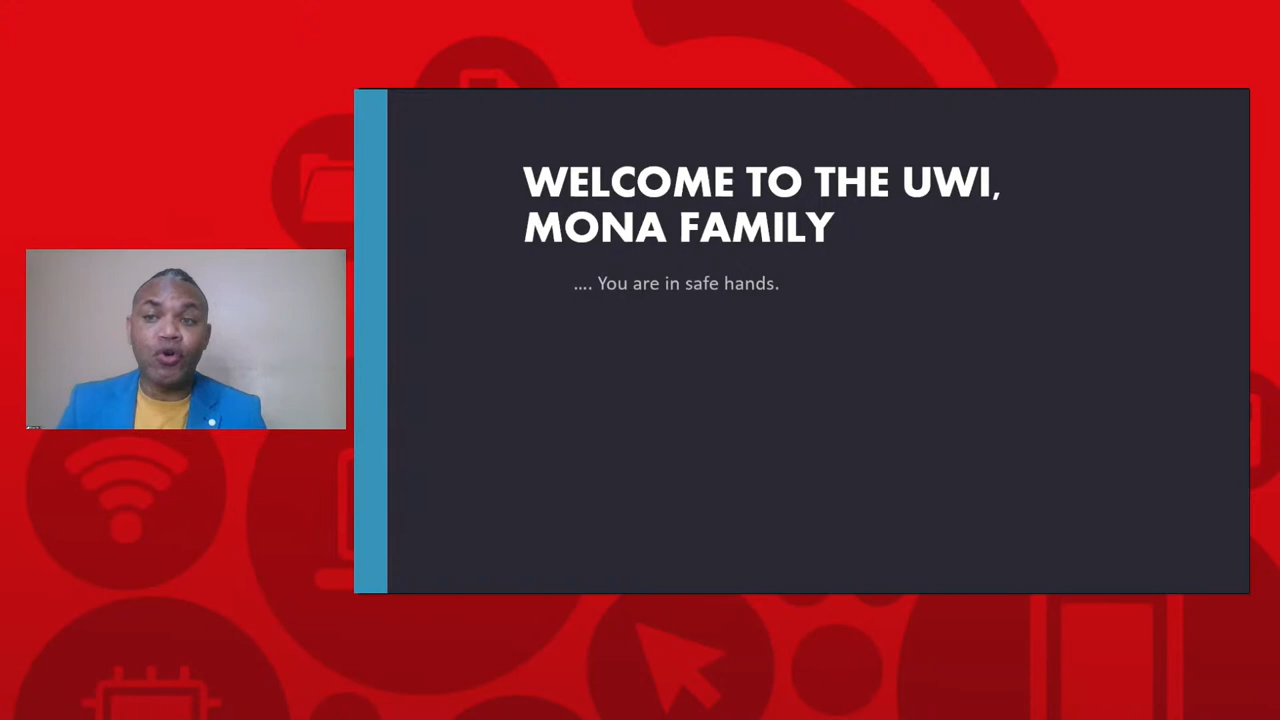 WELCOME TO THE UWI,
MONA FAMILY
.... You are in safe hands.